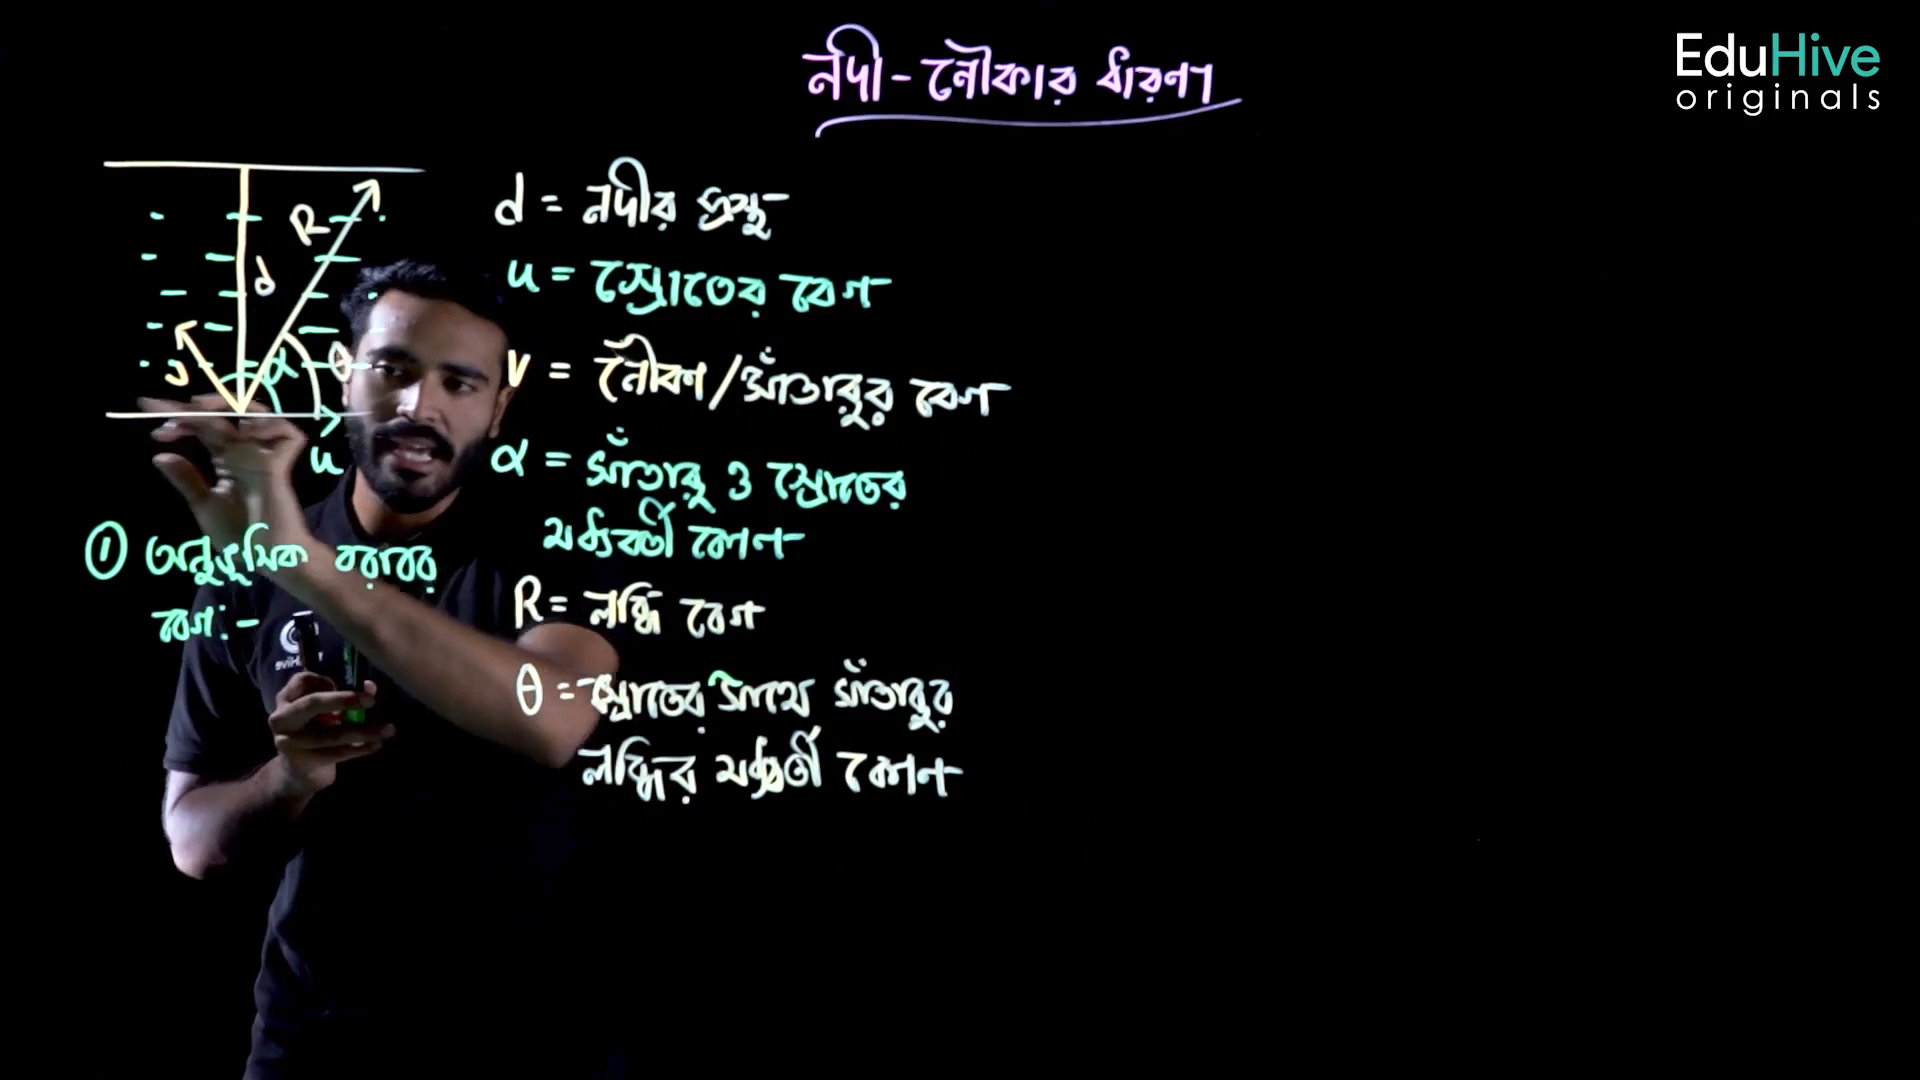 নদী - নৌকার ধারণা
EduHive
originals
R
d
v
α
θ
u
d = নদীর প্রস্থ
u = স্রোতের বেগ
v = নৌকা/সাঁতারুর বেগ
α = সাঁতারু ও স্রোতের
মধ্যবর্তী কোণ
R = লব্ধি বেগ
θ = স্রোতের সাথে সাঁতারুর
লব্ধির মধ্যবর্তী কোণ
① অনুভূমিক বরাবর
বেগ:-